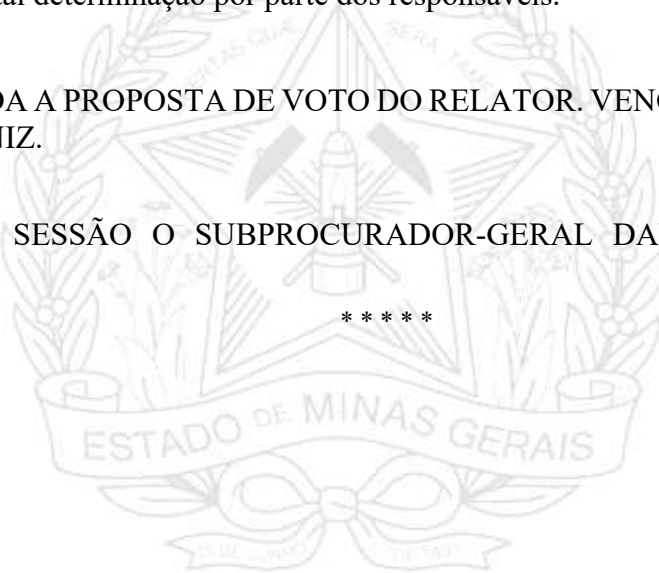 al determinação por parte dos responsáveis.
DA A PROPOSTA DE VOTO DO RELATOR. VENC
NIZ.
SESSÃO O SUBPROCURADOR-GERAL DA
* * * * *
ESTADO DE MINAS GERAIS